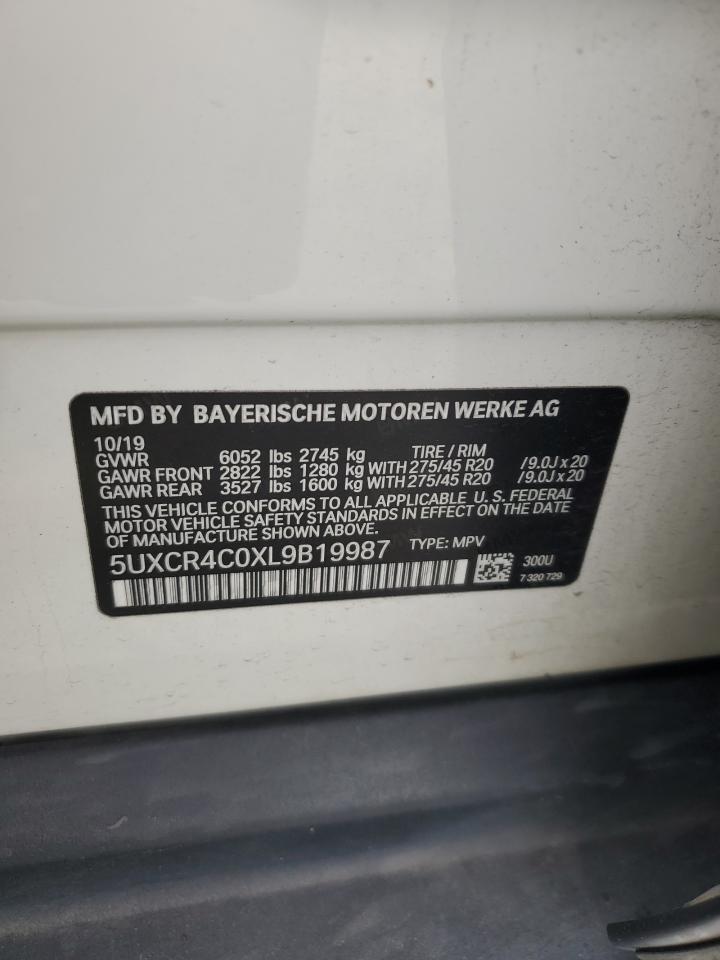 MFD BY BAYERISCHE MOTOREN WERKE AG
10/19
GVWR 6052 lbs 2745 kg TIRE / RIM
GAWR FRONT 2822 lbs 1280 kg WITH 275/45 R20 /9.0J x 20
GAWR REAR 3527 lbs 1600 kg WITH 275/45 R20 /9.0J x 20
THIS VEHICLE CONFORMS TO ALL APPLICABLE U.S. FEDERAL
MOTOR VEHICLE SAFETY STANDARDS IN EFFECT ON THE DATE
OF MANUFACTURE SHOWN ABOVE.
5UXCR4C0XL9B19987 TYPE: MPV
300U
7 320 729